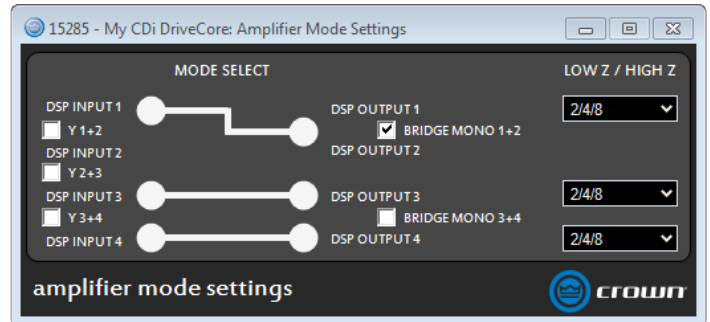 15285 - My CDi DriveCore: Amplifier Mode Settings
MODE SELECT
LOW Z / HIGH Z
DSP INPUT 1
DSP OUTPUT 1
2/4/8
Y 1+2
BRIDGE MONO 1+2
DSP INPUT 2
DSP OUTPUT 2
Y 2+3
DSP INPUT 3
DSP OUTPUT 3
2/4/8
Y 3+4
BRIDGE MONO 3+4
DSP INPUT 4
DSP OUTPUT 4
2/4/8
amplifier mode settings
crown